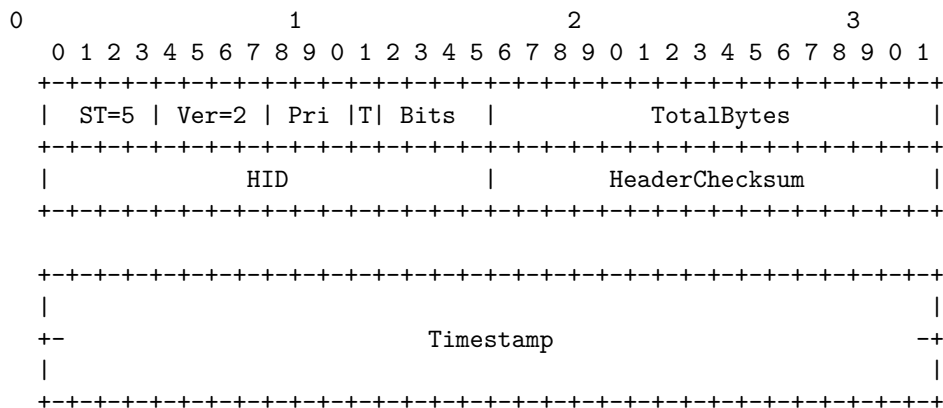 0                   1                   2                   3
0 1 2 3 4 5 6 7 8 9 0 1 2 3 4 5 6 7 8 9 0 1 2 3 4 5 6 7 8 9 0 1
+-+-+-+-+-+-+-+-+-+-+-+-+-+-+-+-+-+-+-+-+-+-+-+-+-+-+-+-+-+-+-+-+
|  ST=5 | Ver=2 | Pri |T| Bits  |           TotalBytes          |
+-+-+-+-+-+-+-+-+-+-+-+-+-+-+-+-+-+-+-+-+-+-+-+-+-+-+-+-+-+-+-+-+
|              HID              |        HeaderChecksum         |
+-+-+-+-+-+-+-+-+-+-+-+-+-+-+-+-+-+-+-+-+-+-+-+-+-+-+-+-+-+-+-+-+
+-+-+-+-+-+-+-+-+-+-+-+-+-+-+-+-+-+-+-+-+-+-+-+-+-+-+-+-+-+-+-+-+
|                                                               |
+-                          Timestamp                          -+
|                                                               |
+-+-+-+-+-+-+-+-+-+-+-+-+-+-+-+-+-+-+-+-+-+-+-+-+-+-+-+-+-+-+-+-+